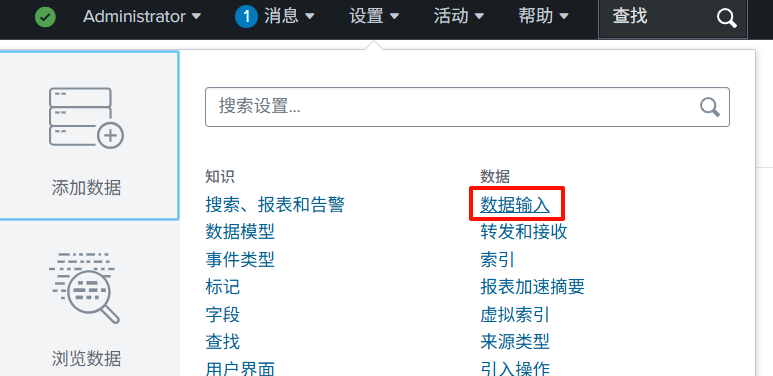 Administrator 1 消息 设置 活动 帮助 查找
搜索设置...
添加数据
浏览数据
知识
搜索、报表和告警
数据模型
事件类型
标记
字段
查找
用户界面
数据
数据输入
转发和接收
索引
报表加速摘要
虚拟索引
来源类型
引入操作